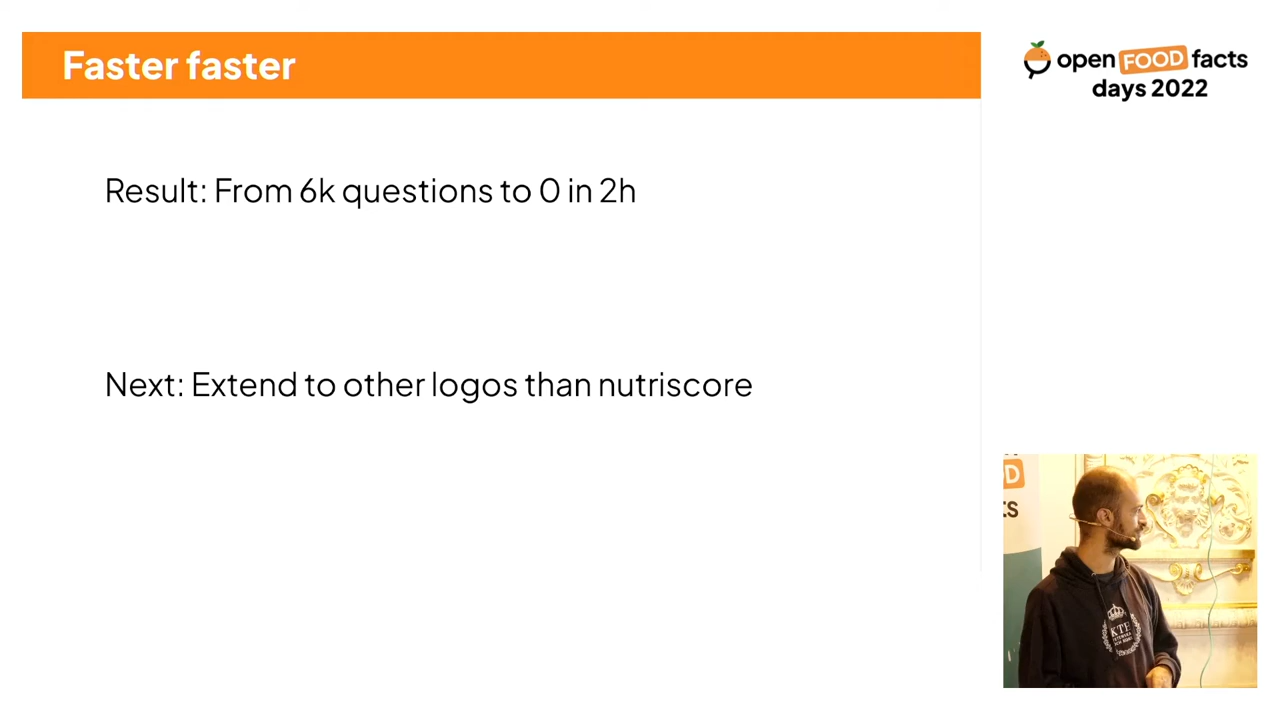 Faster faster
open FOOD facts
days 2022
Result: From 6k questions to 0 in 2h
Next: Extend to other logos than nutriscore
KTH